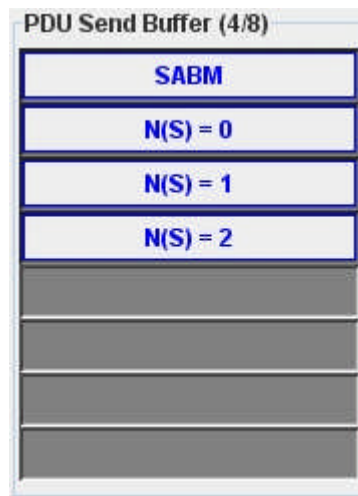 PDU Send Buffer (4/8)
SABM
N(S) = 0
N(S) = 1
N(S) = 2